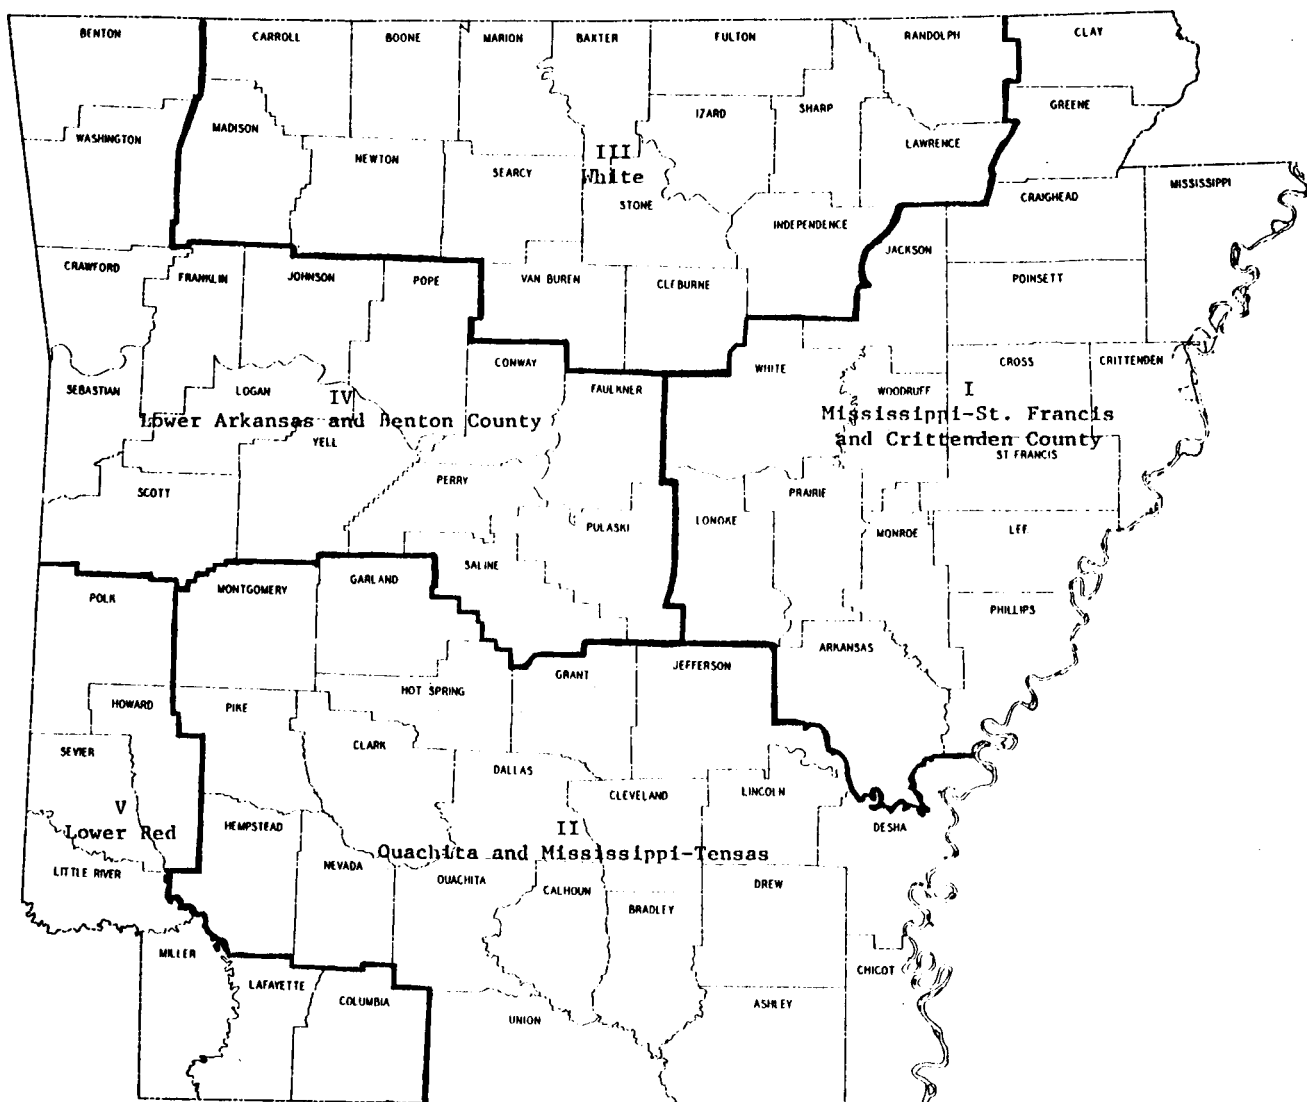 BENTON
CARROLL
BOONE
MARION
BAXTER
FULTON
RANDOLPH
CLAY
GREENE
IZARD
SHARP
MADISON
WASHINGTON
LAWRENCE
NEWTON
III
White
SEARCY
STONE
MISSISSIPPI
CRAIGHEAD
INDEPENDENCE
JACKSON
CRAWFORD
FRANKLIN
JOHNSON
POPE
VAN BUREN
CLEBURNE
POINSETT
CONWAY
WHITE
CROSS
CRITTENDEN
SEBASTIAN
LOGAN
FAULKNER
WOODRUFF
I
Mississippi-St. Francis
and Crittenden County
IV
Lower Arkansas and Benton County
YELL
ST FRANCIS
SCOTT
PERRY
PRAIRIE
LONOKE
PULASKI
MONROE
LEE
SALINE
GARLAND
MONTGOMERY
POLK
PHILLIPS
ARKANSAS
JEFFERSON
GRANT
HOT SPRING
HOWARD
PIKE
CLARK
SEVIER
DALLAS
CLEVELAND
LINCOLN
V
Lower Red
HEMPSTEAD
II
Ouachita and Mississippi-Tensas
DESHA
NEVADA
LITTLE RIVER
OUACHITA
CALHOUN
DREW
BRADLEY
MILLER
CHICOT
LAFAYETTE
COLUMBIA
ASHLEY
UNION